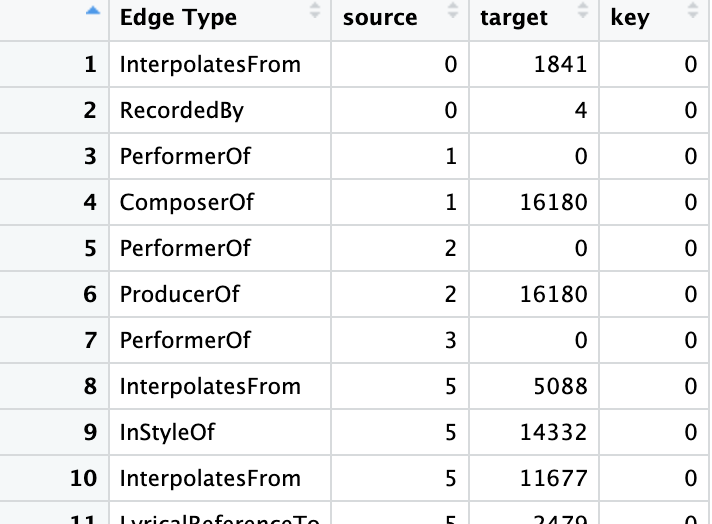 Edge Type source target key
1 InterpolatesFrom 0 1841 0
2 RecordedBy 0 4 0
3 PerformerOf 1 0 0
4 ComposerOf 1 16180 0
5 PerformerOf 2 0 0
6 ProducerOf 2 16180 0
7 PerformerOf 3 0 0
8 InterpolatesFrom 5 5088 0
9 InStyleOf 5 14332 0
10 InterpolatesFrom 5 11677 0
11 LyricalReferenceTo 5 2479 0